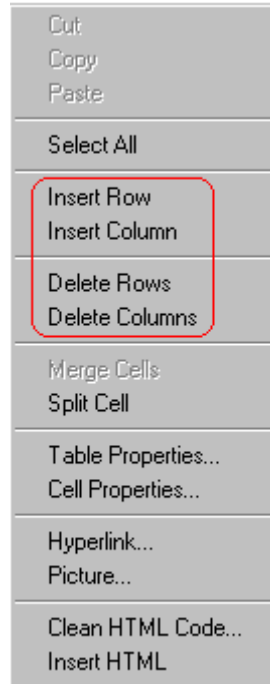 Cut
Copy
Paste
Select All
Insert Row
Insert Column
Delete Rows
Delete Columns
Merge Cells
Split Cell
Table Properties...
Cell Properties...
Hyperlink...
Picture...
Clean HTML Code...
Insert HTML